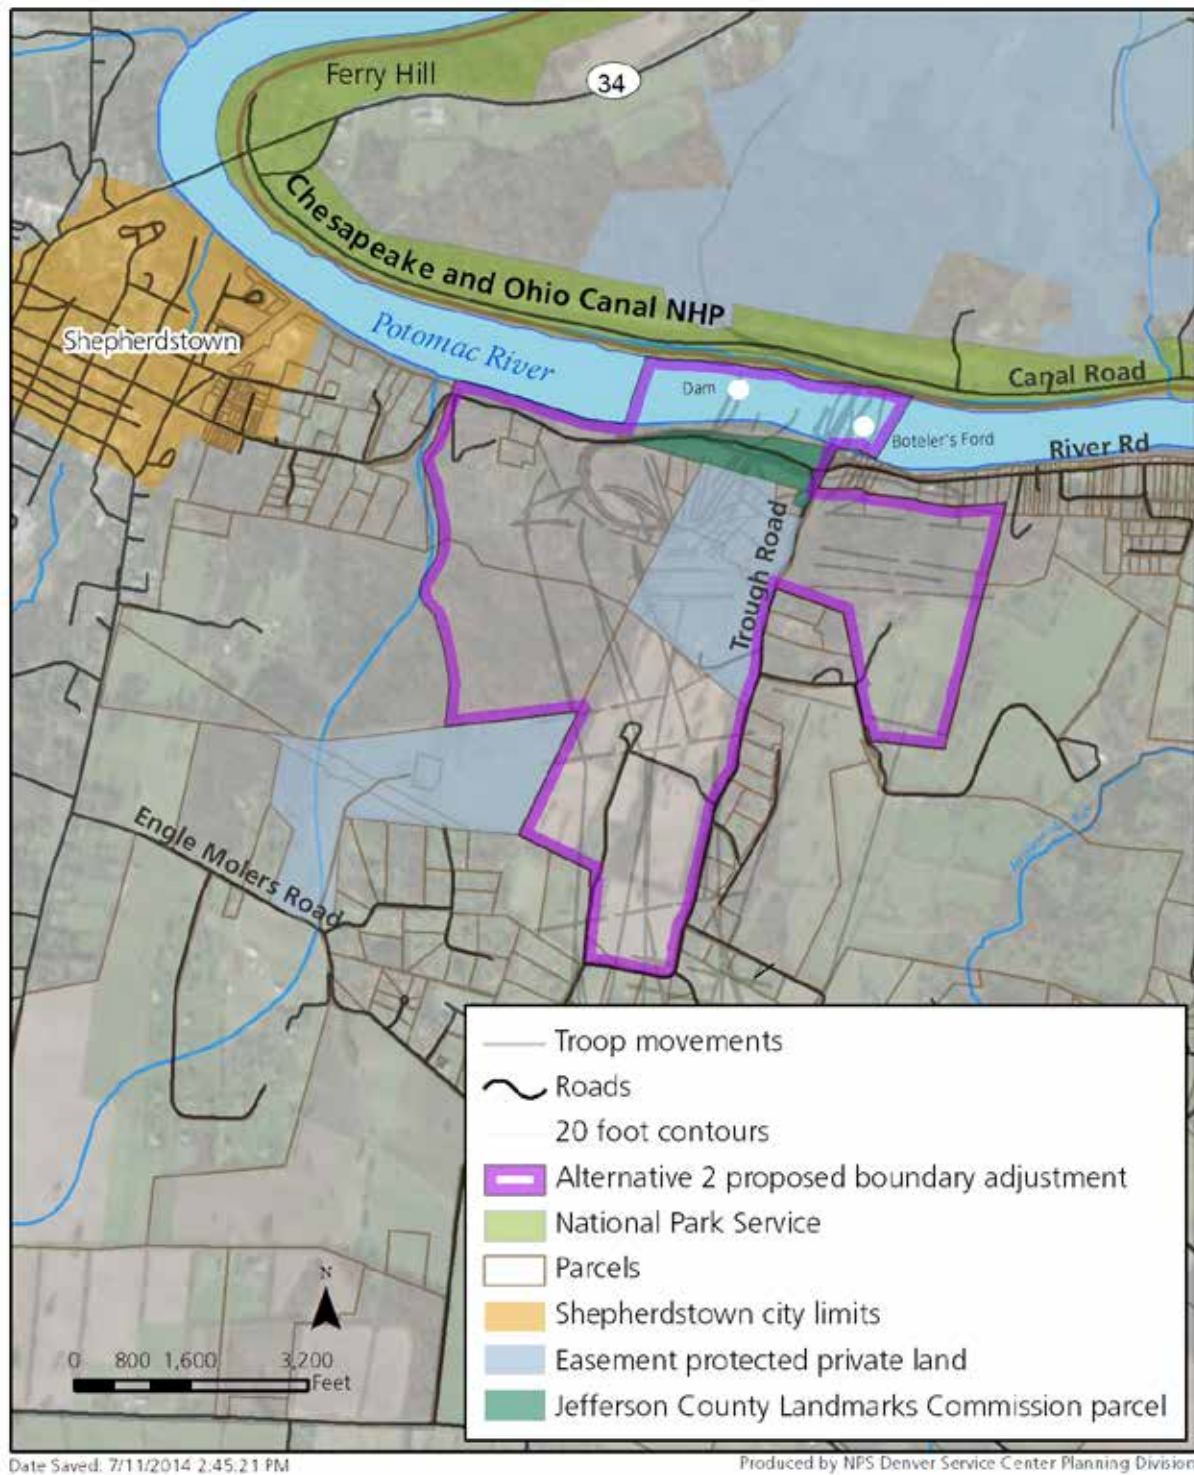 Ferry Hill
34
Chesapeake and Ohio Canal NHP
Shepherdstown
Potomac River
Dam
Canal Road
Boteler's Ford
River Rd
Trough Road
Engle Molers Road
Troop movements
Roads
20 foot contours
Alternative 2 proposed boundary adjustment
National Park Service
Parcels
Shepherdstown city limits
Easement protected private land
Jefferson County Landmarks Commission parcel
N
0 800 1,600 3,200
Feet
Date Saved: 7/11/2014 2:45:21 PM
Produced by NPS Denver Service Center Planning Division